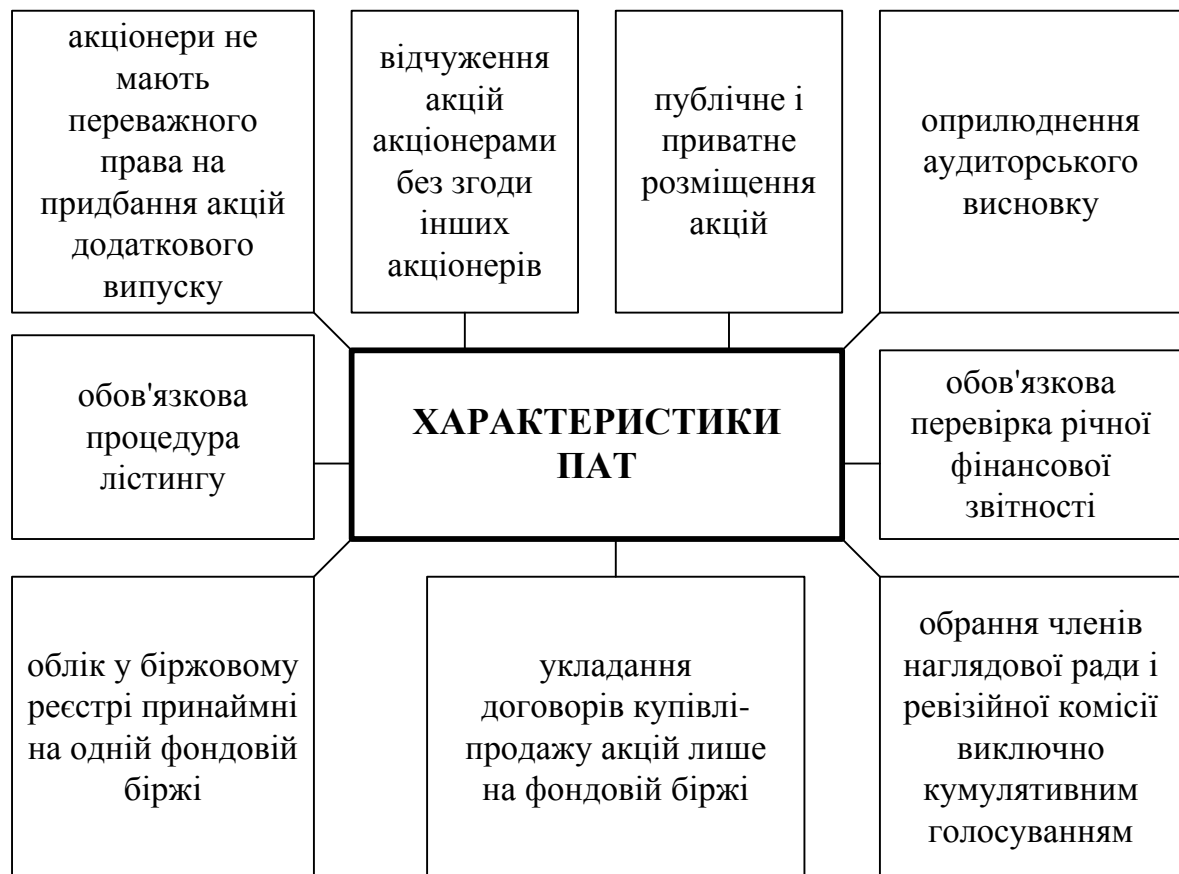 акціонери не
мають
переважного
права на
придбання акцій
додаткового
випуску
відчуження
акцій
акціонерами
без згоди
інших
акціонерів
публічне і
приватне
розміщення
акцій
оприлюднення
аудиторського
висновку
обов'язкова
процедура
лістингу
ХАРАКТЕРИСТИКИ
ПАТ
обов'язкова
перевірка річної
фінансової
звітності
облік у біржовому
реєстрі принаймні
на одній фондовій
біржі
укладання
договорів купівлі-
продажу акцій лише
на фондовій біржі
обрання членів
наглядової ради і
ревізійної комісії
виключно
кумулятивним
голосуванням